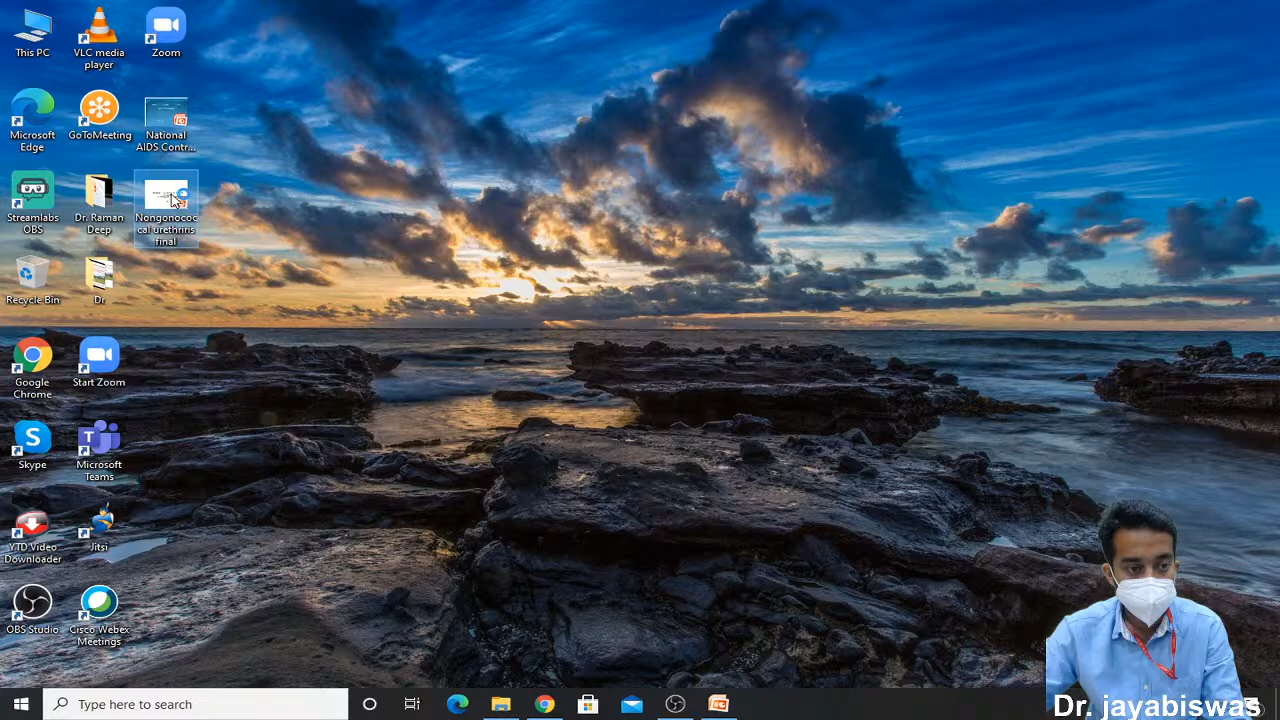 This PC
VLC media
player
Zoom
Microsoft
Edge
GoToMeeting
National
AIDS Contr...
Streamlabs
OBS
Dr. Raman
Deep
Nongonococ
cal urethriris
final
Recycle Bin
Dr
Google
Chrome
Start Zoom
Skype
Microsoft
Teams
YTD Video
Downloader
Jitsi
OBS Studio
Cisco Webex
Meetings
Type here to search
Dr. jayabiswas